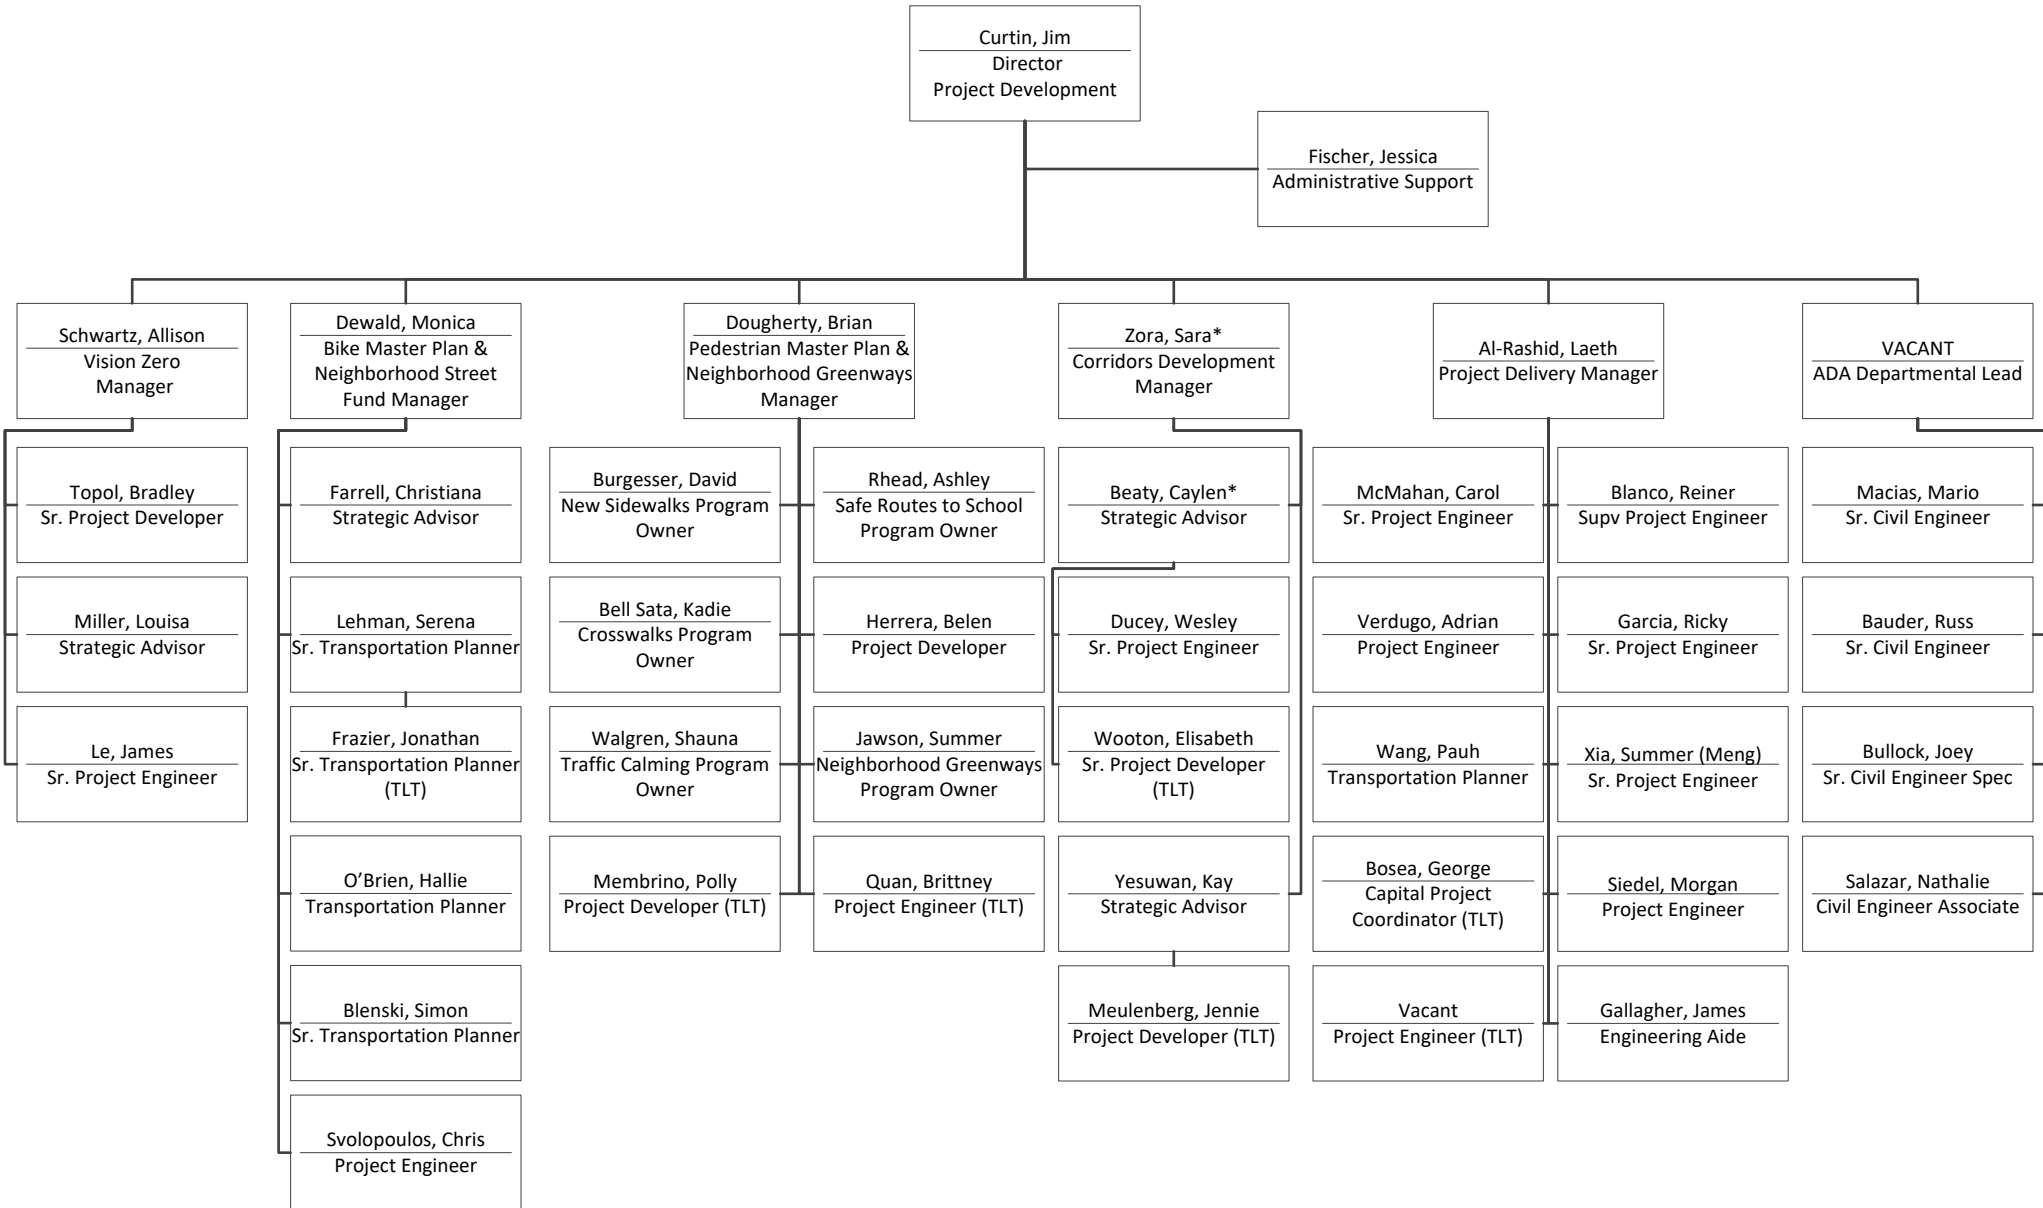 Curtin, Jim
Director
Project Development
Fischer, Jessica
Administrative Support
Schwartz, Allison
Vision Zero
Manager
Dewald, Monica
Bike Master Plan &
Neighborhood Street
Fund Manager
Dougherty, Brian
Pedestrian Master Plan &
Neighborhood Greenways
Manager
Zora, Sara*
Corridors Development
Manager
Al-Rashid, Laeth
Project Delivery Manager
VACANT
ADA Departmental Lead
Topol, Bradley
Sr. Project Developer
Farrell, Christiana
Strategic Advisor
Burgesser, David
New Sidewalks Program
Owner
Rhead, Ashley
Safe Routes to School
Program Owner
Beaty, Caylen*
Strategic Advisor
McMahan, Carol
Sr. Project Engineer
Blanco, Reiner
Supv Project Engineer
Macias, Mario
Sr. Civil Engineer
Miller, Louisa
Strategic Advisor
Lehman, Serena
Sr. Transportation Planner
Bell Sata, Kadie
Crosswalks Program
Owner
Herrera, Belen
Project Developer
Ducey, Wesley
Sr. Project Engineer
Verdugo, Adrian
Project Engineer
Garcia, Ricky
Sr. Project Engineer
Bauder, Russ
Sr. Civil Engineer
Le, James
Sr. Project Engineer
Frazier, Jonathan
Sr. Transportation Planner
(TLT)
Walgren, Shauna
Traffic Calming Program
Owner
Jawson, Summer
Neighborhood Greenways
Program Owner
Wooton, Elisabeth
Sr. Project Developer
(TLT)
Wang, Pauh
Transportation Planner
Xia, Summer (Meng)
Sr. Project Engineer
Bullock, Joey
Sr. Civil Engineer Spec
O’Brien, Hallie
Transportation Planner
Membrino, Polly
Project Developer (TLT)
Quan, Brittney
Project Engineer (TLT)
Yesuwan, Kay
Strategic Advisor
Bosea, George
Capital Project
Coordinator (TLT)
Siedel, Morgan
Project Engineer
Salazar, Nathalie
Civil Engineer Associate
Blenski, Simon
Sr. Transportation Planner
Meulenberg, Jennie
Project Developer (TLT)
Vacant
Project Engineer (TLT)
Gallagher, James
Engineering Aide
Svolopoulos, Chris
Project Engineer